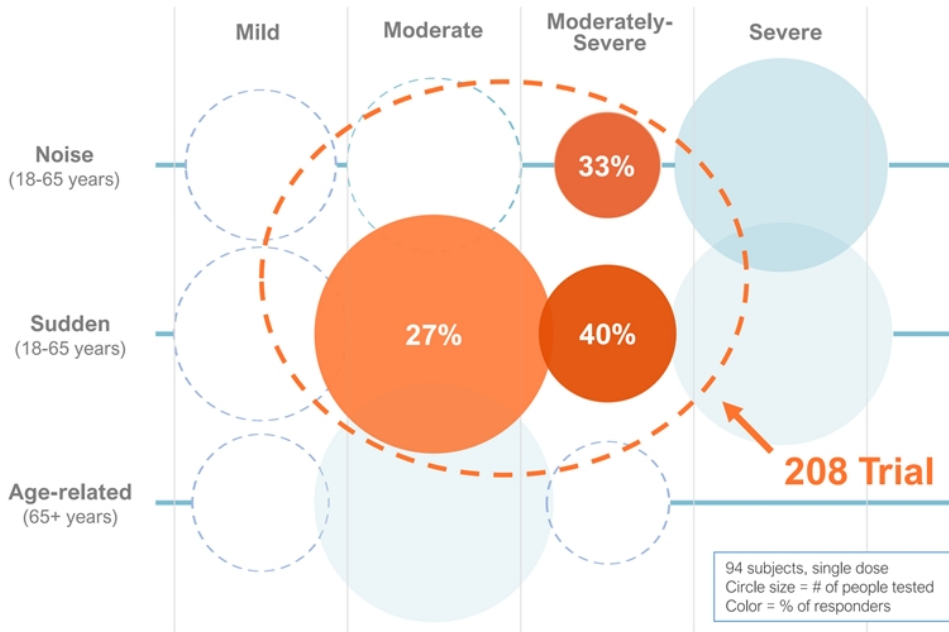 Mild
Moderate
Moderately-
Severe
Severe
Noise
(18-65 years)
33%
Sudden
(18-65 years)
27%
40%
208 Trial
Age-related
(65+ years)
94 subjects, single dose
Circle size = # of people tested
Color = % of responders